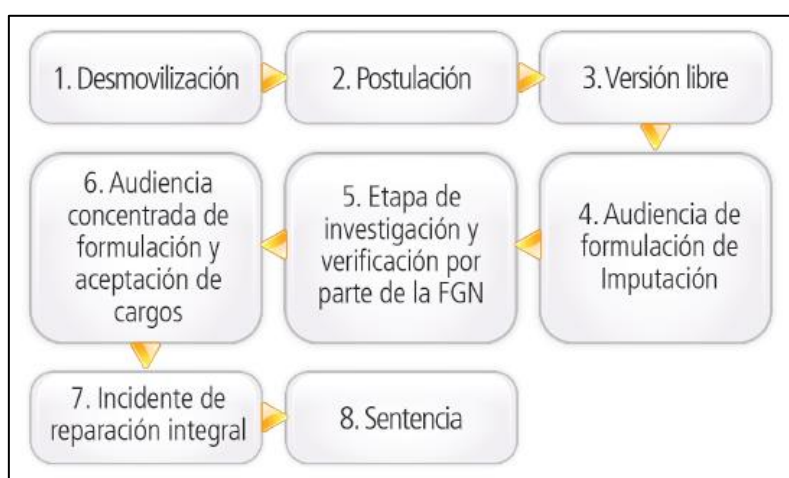 1. Desmovilización
2. Postulación
3. Versión libre
4. Audiencia de
formulación de
Imputación
5. Etapa de
investigación y
verificación por
parte de la FGN
6. Audiencia
concentrada de
formulación y
aceptación de
cargos
7. Incidente de
reparación integral
8. Sentencia